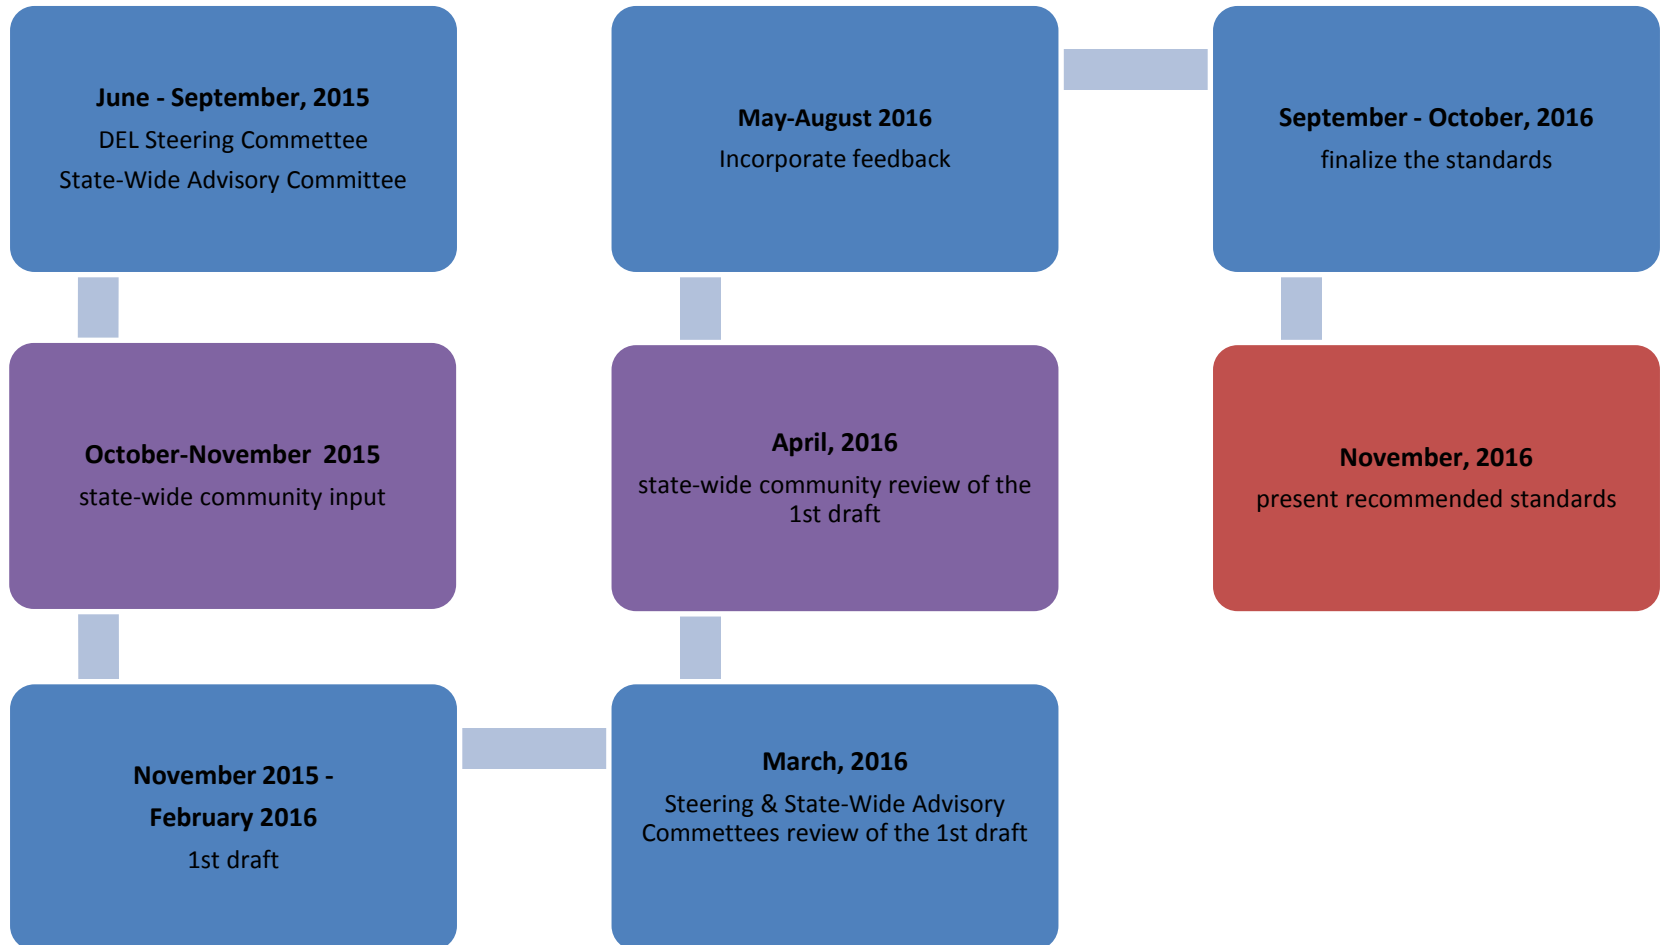 June - September, 2015
DEL Steering Commettee
State-Wide Advisory Committee
October-November  2015
state-wide community input
November 2015 -
February 2016
1st draft
March, 2016
Steering & State-Wide Advisory
Commettees review of the 1st draft
April, 2016
state-wide community review of the
1st draft
May-August 2016
Incorporate feedback
September - October, 2016
finalize the standards
November, 2016
present recommended standards